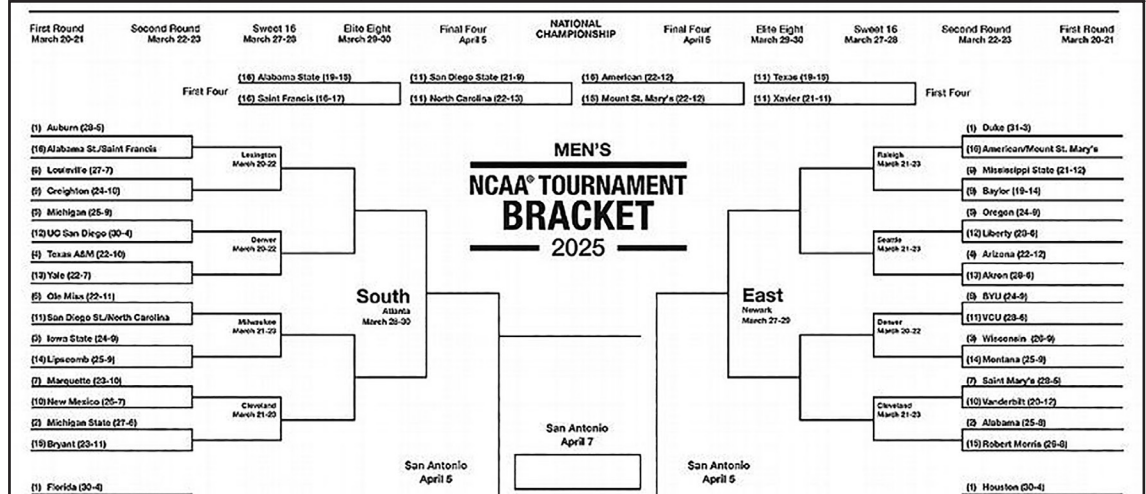 First Round
March 20-21
Second Round
March 22-23
Sweet 16
March 27-28
Elite Eight
March 29-30
Final Four
April 5
NATIONAL
CHAMPIONSHIP
Final Four
April 5
Elite Eight
March 29-30
Sweet 16
March 27-28
Second Round
March 22-23
First Round
March 20-21
First Four
(16) Alabama State (19-15)
(16) Saint Francis (16-17)
(11) San Diego State (21-9)
(11) North Carolina (22-13)
(16) American (22-12)
(16) Mount St. Mary's (22-12)
(11) Texas (19-15)
(11) Xavier (21-11)
First Four
(1) Auburn (28-5)
(16) Alabama St./Saint Francis
(8) Louisville (27-7)
(9) Creighton (24-10)
(5) Michigan (25-9)
(12) UC San Diego (30-4)
(4) Texas A&M (22-10)
(13) Yale (22-7)
(6) Ole Miss (22-11)
(11) San Diego St./North Carolina
(3) Iowa State (24-9)
(14) Lipscomb (25-9)
(7) Marquette (23-10)
(10) New Mexico (26-7)
(2) Michigan State (27-6)
(15) Bryant (23-11)
(1) Florida (30-4)
Lexington
March 20-22
Denver
March 20-22
Milwaukee
March 21-23
Cleveland
March 21-23
South
Atlanta
March 28-30
MEN'S
NCAA® TOURNAMENT
BRACKET
2025
San Antonio
April 7
San Antonio
April 5
San Antonio
April 5
East
Newark
March 27-29
Raleigh
March 21-23
Seattle
March 21-23
Denver
March 20-22
Cleveland
March 21-23
(1) Duke (31-3)
(16) American/Mount St. Mary's
(8) Mississippi State (21-12)
(9) Baylor (19-14)
(5) Oregon (24-9)
(12) Liberty (28-6)
(4) Arizona (22-12)
(13) Akron (28-6)
(6) BYU (24-9)
(11) VCU (28-6)
(3) Wisconsin (26-9)
(14) Montana (25-9)
(7) Saint Mary's (28-5)
(10) Vanderbilt (20-12)
(2) Alabama (25-8)
(15) Robert Morris (26-8)
(1) Houston (30-4)